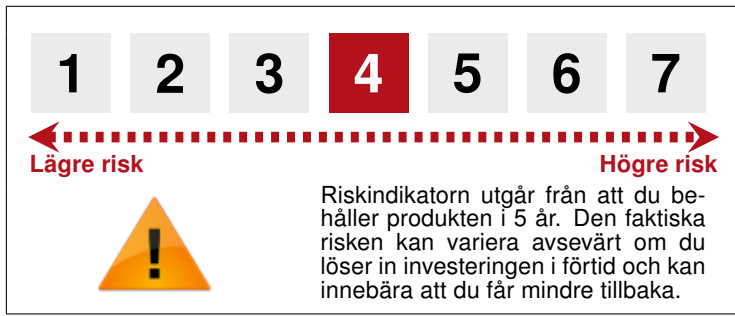 1 2 3 4 5 6 7
Lägre risk Högre risk
Riskindikatorn utgår från att du be-
håller produkten i 5 år. Den faktiska
risken kan variera avsevärt om du
löser in investeringen i förtid och kan
innebära att du får mindre tillbaka.